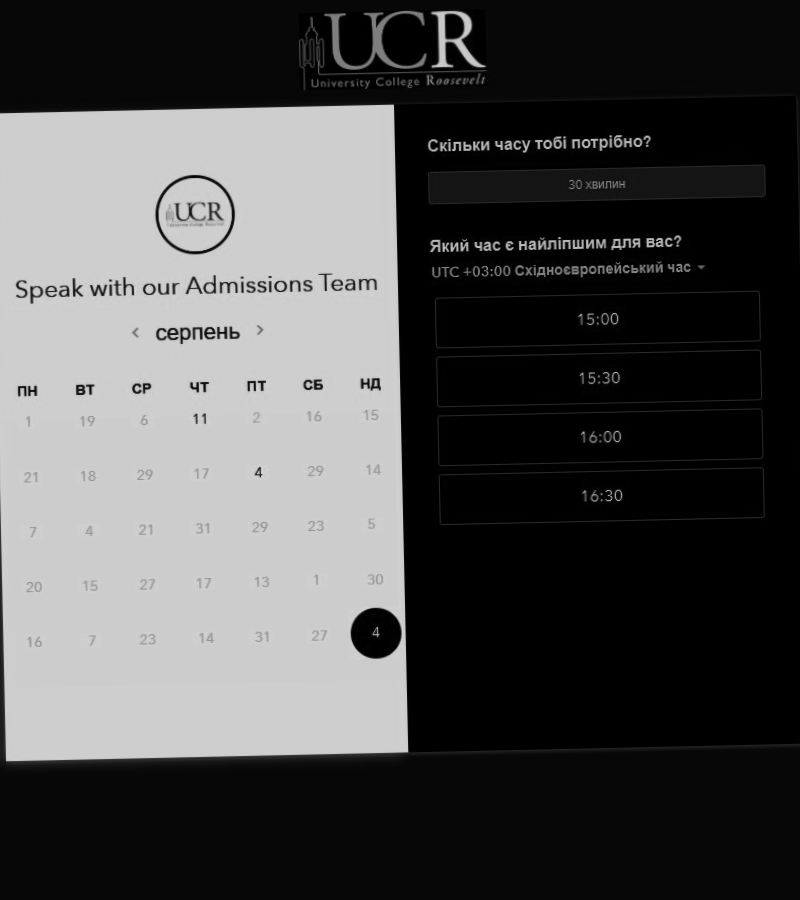 UCR
University College Roosevelt
UCR
Speak with our Admissions Team
серпень
ПН ВТ СР ЧТ ПТ СБ НД
1 19 6 11 2 16 15
21 18 29 17 4 29 14
7 4 21 31 29 23 5
20 15 27 17 13 1 30
16 7 23 14 31 27 4
Скільки часу тобі потрібно?
30 хвилин
Який час є найліпшим для вас?
UTC +03:00 Східноєвропейський час
15:00
15:30
16:00
16:30